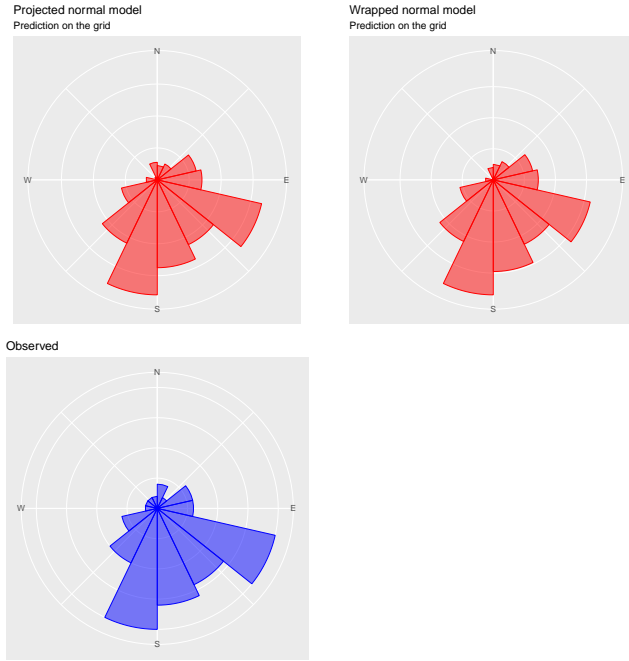 Projected normal model
Prediction on the grid
N
W
E
S
Wrapped normal model
Prediction on the grid
N
W
E
S
Observed
N
W
E
S